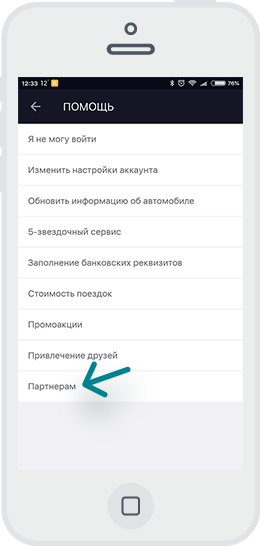 12:33 12° 76%
ПОМОЩЬ
Я не могу войти
Изменить настройки аккаунта
Обновить информацию об автомобиле
5-звездочный сервис
Заполнение банковских реквизитов
Стоимость поездок
Промоакции
Привлечение друзей
Партнерам